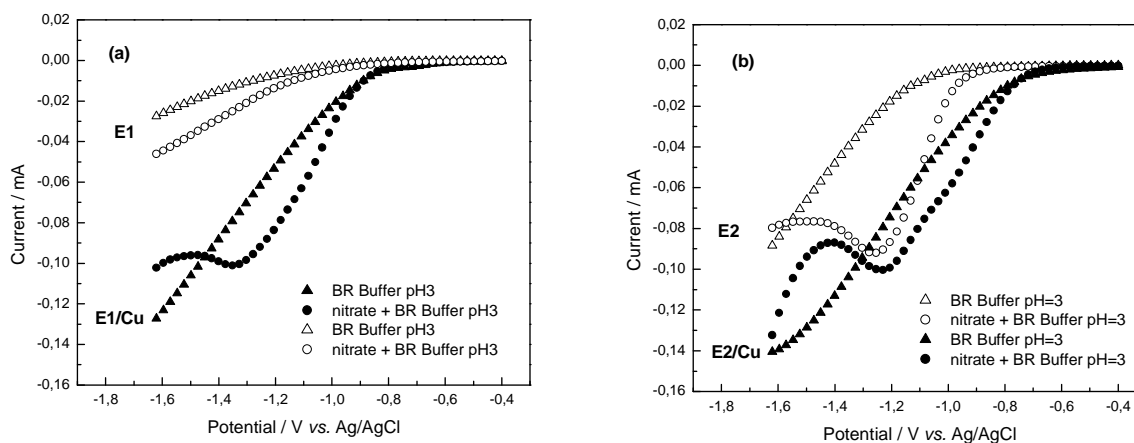 0,02
(a)
0,00
-0,02
E1
-0,04
-0,06
-0,08
-0,10
E1/Cu
-0,12
-0,14
-0,16
Current / mA
BR Buffer pH3
nitrate + BR Buffer pH3
BR Buffer pH3
nitrate + BR Buffer pH3
-1,8 -1,6 -1,4 -1,2 -1,0 -0,8 -0,6 -0,4
Potential / V vs. Ag/AgCl
0,02
(b)
0,00
-0,02
-0,04
-0,06
-0,08
E2
-0,10
-0,12
-0,14
E2/Cu
-0,16
Current / mA
BR Buffer pH=3
nitrate + BR Buffer pH=3
BR Buffer pH=3
nitrate + BR Buffer pH=3
-1,8 -1,6 -1,4 -1,2 -1,0 -0,8 -0,6 -0,4
Potential / V vs. Ag/AgCl